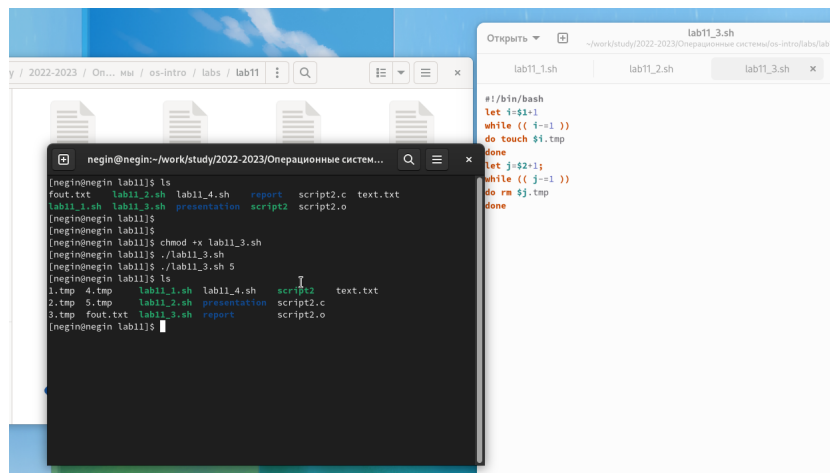 y / 2022-2023 / Оп… мы / os-intro / labs / lab11
Открыть
lab11_3.sh
~/work/study/2022-2023/Операционные системы/os-intro/labs/lab
lab11_1.sh lab11_2.sh lab11_3.sh
#!/bin/bash
let i=$1+1
while (( i-=1 ))
do touch $i.tmp
done
let j=$2+1;
while (( j-=1 ))
do rm $j.tmp
done
negin@negin:~/work/study/2022-2023/Операционные систем…
[negin@negin lab11]$ ls
fout.txt lab11_2.sh lab11_4.sh report script2.c text.txt
lab11_1.sh lab11_3.sh presentation script2 script2.o
[negin@negin lab11]$
[negin@negin lab11]$
[negin@negin lab11]$ chmod +x lab11_3.sh
[negin@negin lab11]$ ./lab11_3.sh
[negin@negin lab11]$ ./lab11_3.sh 5
[negin@negin lab11]$ ls
1.tmp 4.tmp lab11_1.sh lab11_4.sh script2 text.txt
2.tmp 5.tmp lab11_2.sh presentation script2.c
3.tmp fout.txt lab11_3.sh report script2.o
[negin@negin lab11]$